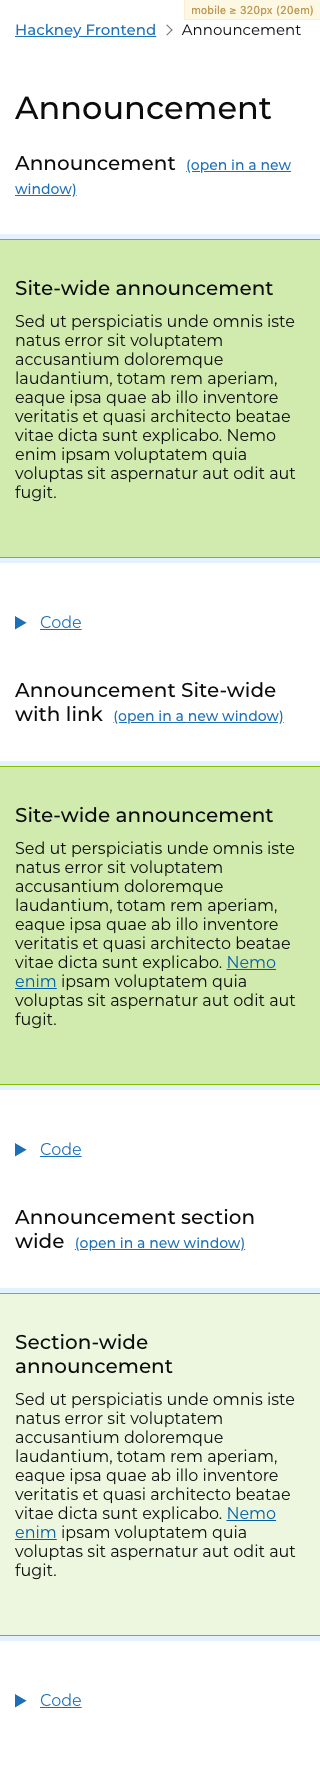 mobile ≥ 320px (20em)
Hackney Frontend > Announcement
Announcement
Announcement (open in a new
window)
Site-wide announcement
Sed ut perspiciatis unde omnis iste
natus error sit voluptatem
accusantium doloremque
laudantium, totam rem aperiam,
eaque ipsa quae ab illo inventore
veritatis et quasi architecto beatae
vitae dicta sunt explicabo. Nemo
enim ipsam voluptatem quia
voluptas sit aspernatur aut odit aut
fugit.
Code
Announcement Site-wide
with link (open in a new window)
Site-wide announcement
Sed ut perspiciatis unde omnis iste
natus error sit voluptatem
accusantium doloremque
laudantium, totam rem aperiam,
eaque ipsa quae ab illo inventore
veritatis et quasi architecto beatae
vitae dicta sunt explicabo. Nemo
enim ipsam voluptatem quia
voluptas sit aspernatur aut odit aut
fugit.
Code
Announcement section
wide (open in a new window)
Section-wide
announcement
Sed ut perspiciatis unde omnis iste
natus error sit voluptatem
accusantium doloremque
laudantium, totam rem aperiam,
eaque ipsa quae ab illo inventore
veritatis et quasi architecto beatae
vitae dicta sunt explicabo. Nemo
enim ipsam voluptatem quia
voluptas sit aspernatur aut odit aut
fugit.
Code